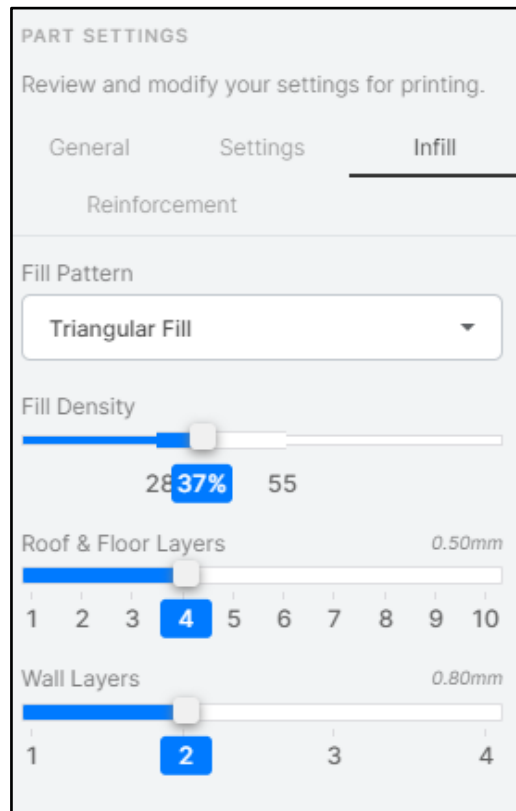 PART SETTINGS
Review and modify your settings for printing.
General Settings Infill
Reinforcement
Fill Pattern
Triangular Fill
Fill Density
28 37% 55
Roof & Floor Layers 0.50mm
1 2 3 4 5 6 7 8 9 10
Wall Layers 0.80mm
1 2 3 4